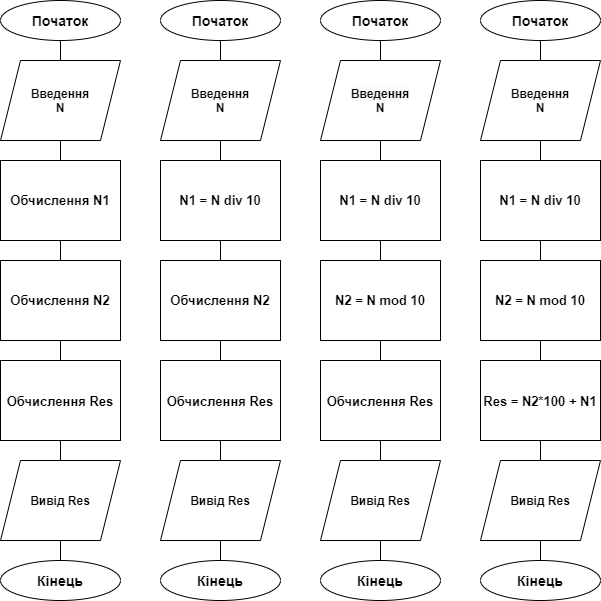 Початок
Введення
N
Обчислення N1
Обчислення N2
Обчислення Res
Вивід Res
Кінець
Початок
Введення
N
N1 = N div 10
Обчислення N2
Обчислення Res
Вивід Res
Кінець
Початок
Введення
N
N1 = N div 10
N2 = N mod 10
Обчислення Res
Вивід Res
Кінець
Початок
Введення
N
N1 = N div 10
N2 = N mod 10
Res = N2*100 + N1
Вивід Res
Кінець